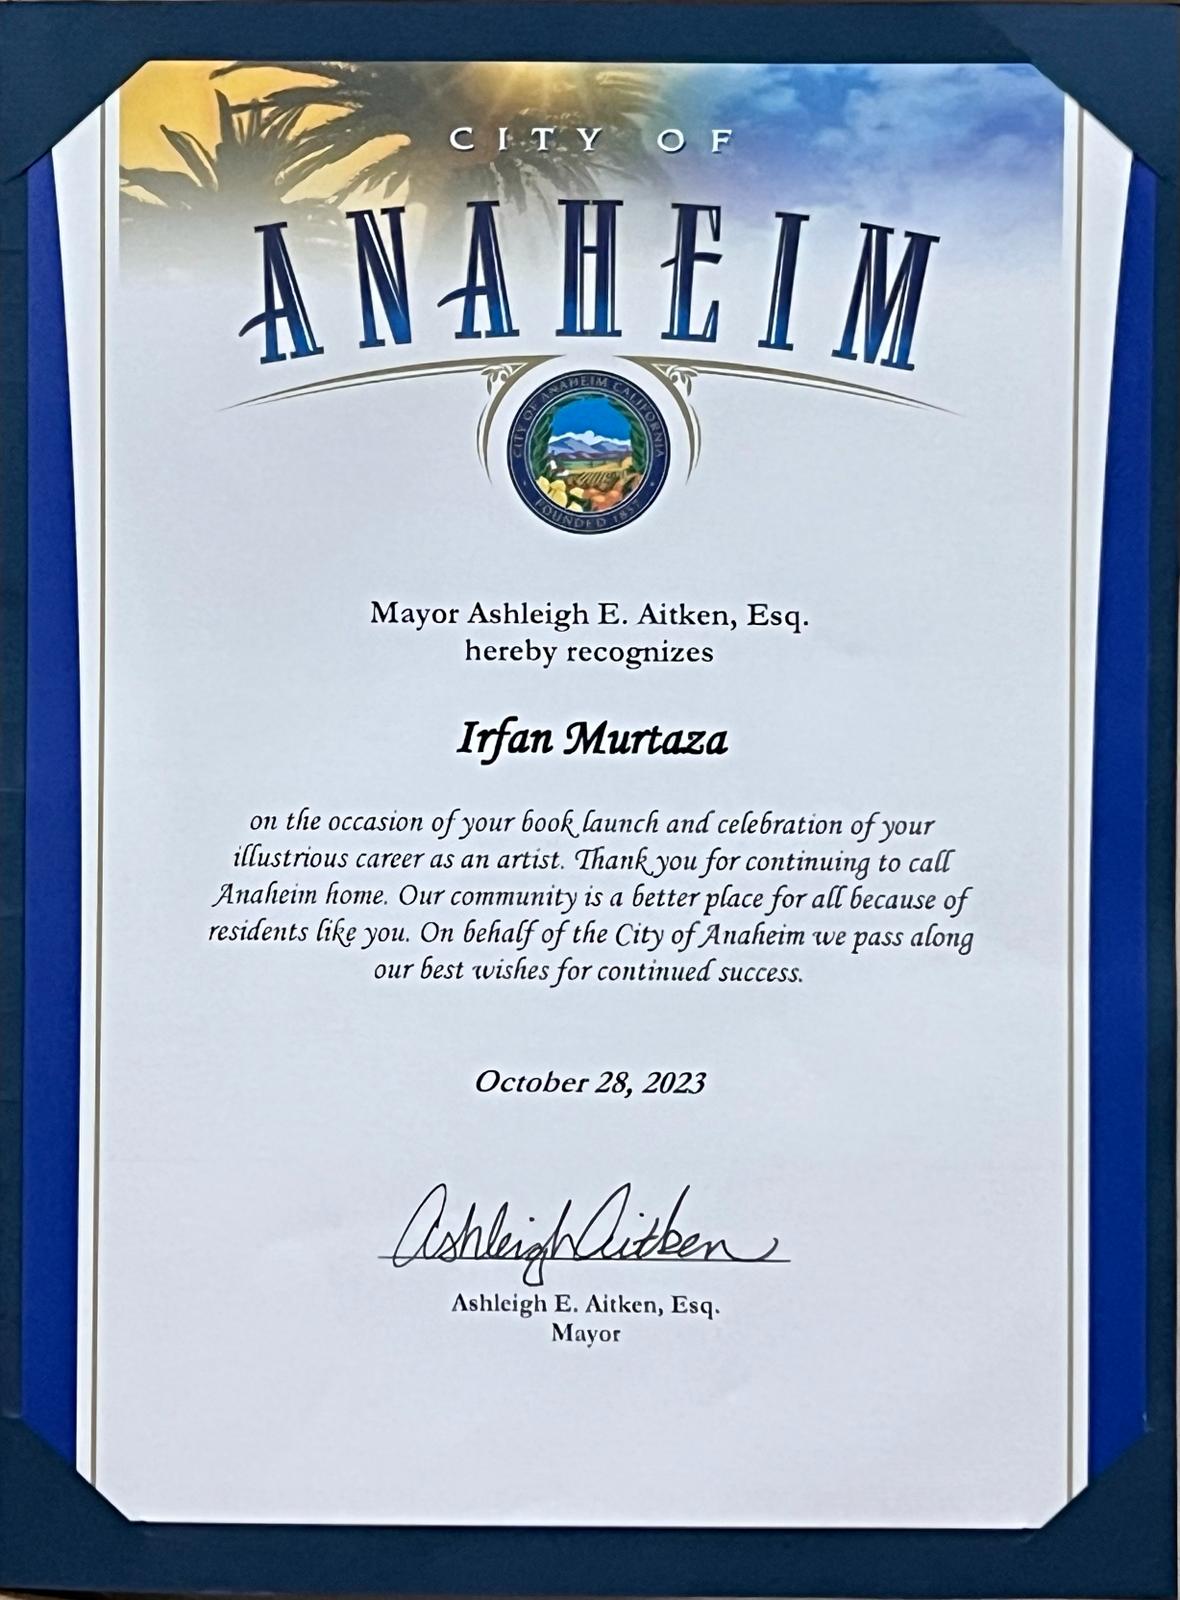 CITY OF
ANAHEIM
CITY OF ANAHEIM CALIFORNIA
FOUNDED 1857
Mayor Ashleigh E. Aitken, Esq.
hereby recognizes
Irfan Murtaza
on the occasion of your book launch and celebration of your
illustrious career as an artist. Thank you for continuing to call
Anaheim home. Our community is a better place for all because of
residents like you. On behalf of the City of Anaheim we pass along
our best wishes for continued success.
October 28, 2023
Ashleigh Aitken
Ashleigh E. Aitken, Esq.
Mayor